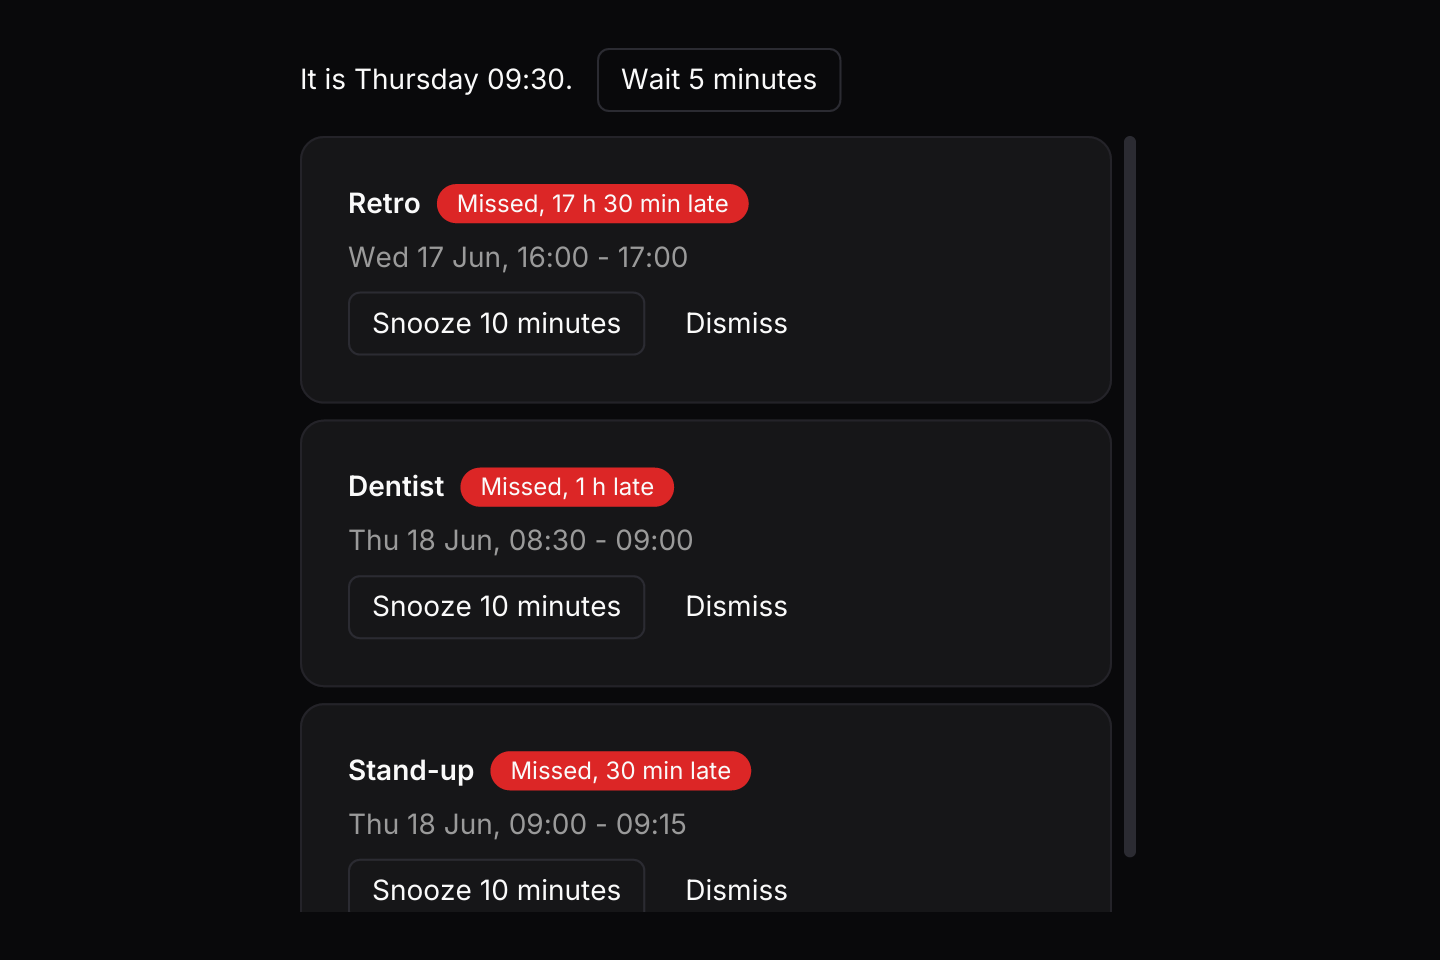 It is Thursday 09:30. Wait 5 minutes
Retro Missed, 17 h 30 min late
Wed 17 Jun, 16:00 - 17:00
Snooze 10 minutes Dismiss
Dentist Missed, 1 h late
Thu 18 Jun, 08:30 - 09:00
Snooze 10 minutes Dismiss
Stand-up Missed, 30 min late
Thu 18 Jun, 09:00 - 09:15
Snooze 10 minutes Dismiss